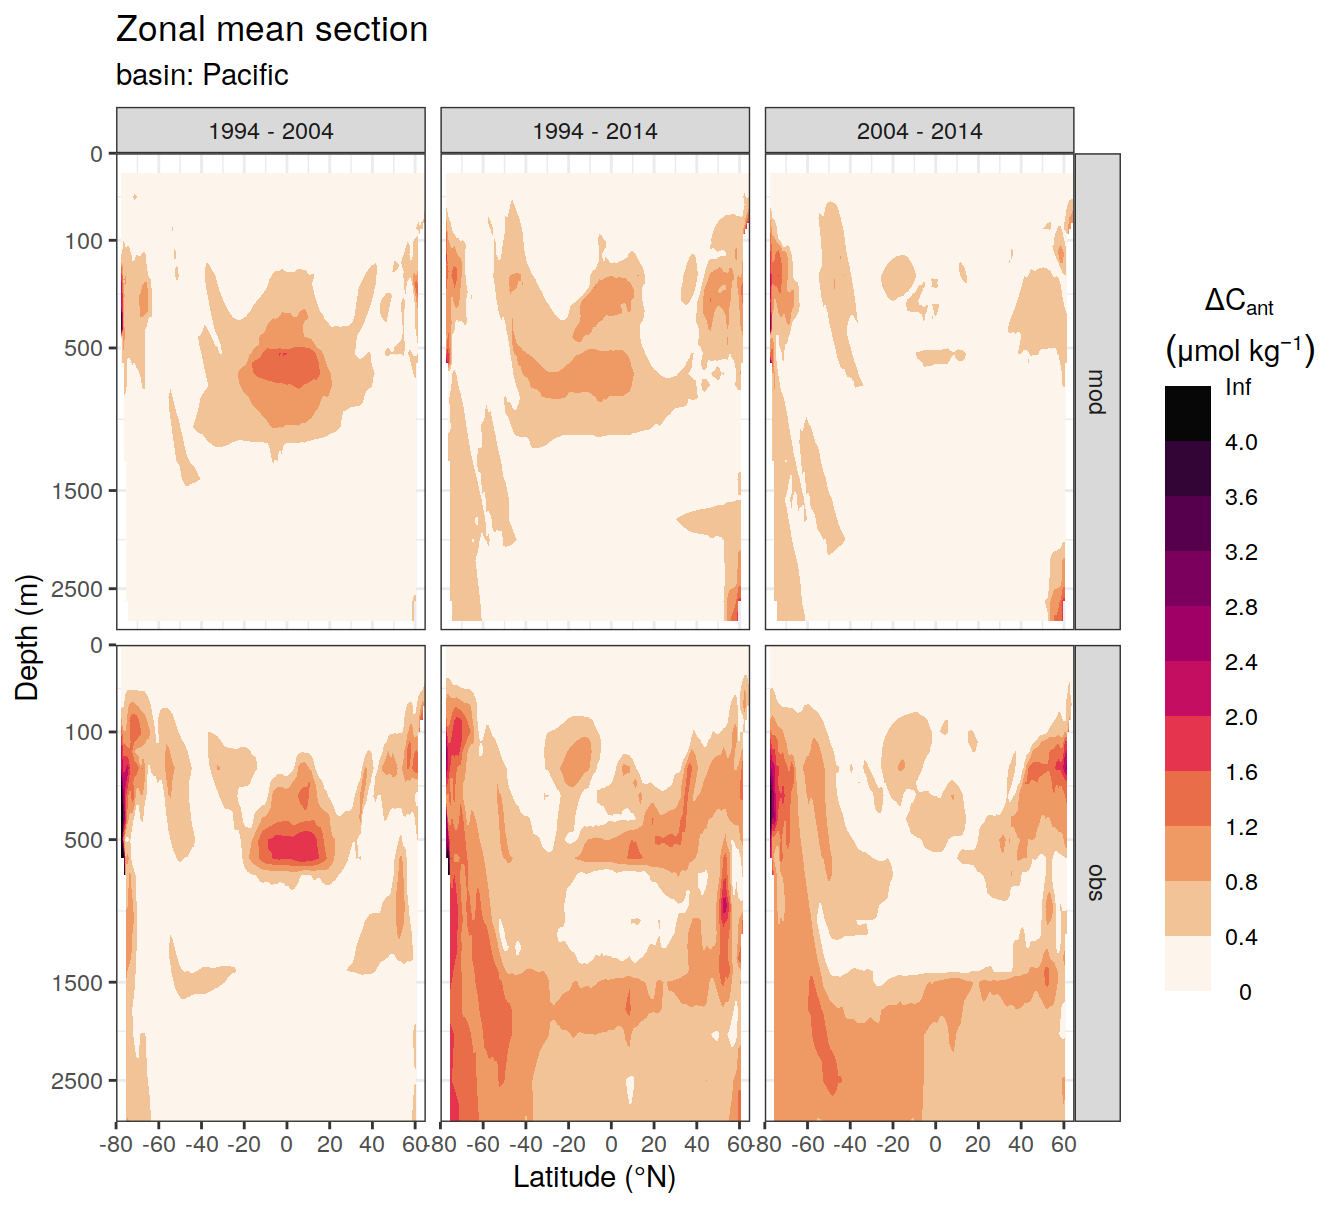 Zonal mean section
basin: Pacific
1994 - 2004
1994 - 2014
2004 - 2014
0
100
500
1500
2500
mod
0
100
500
1500
2500
obs
Depth (m)
-80 -60 -40 -20 0 20 40 60
-80 -60 -40 -20 0 20 40 60
-80 -60 -40 -20 0 20 40 60
Latitude (°N)
ΔCant
(μmol kg⁻¹)
Inf
4.0
3.6
3.2
2.8
2.4
2.0
1.6
1.2
0.8
0.4
0